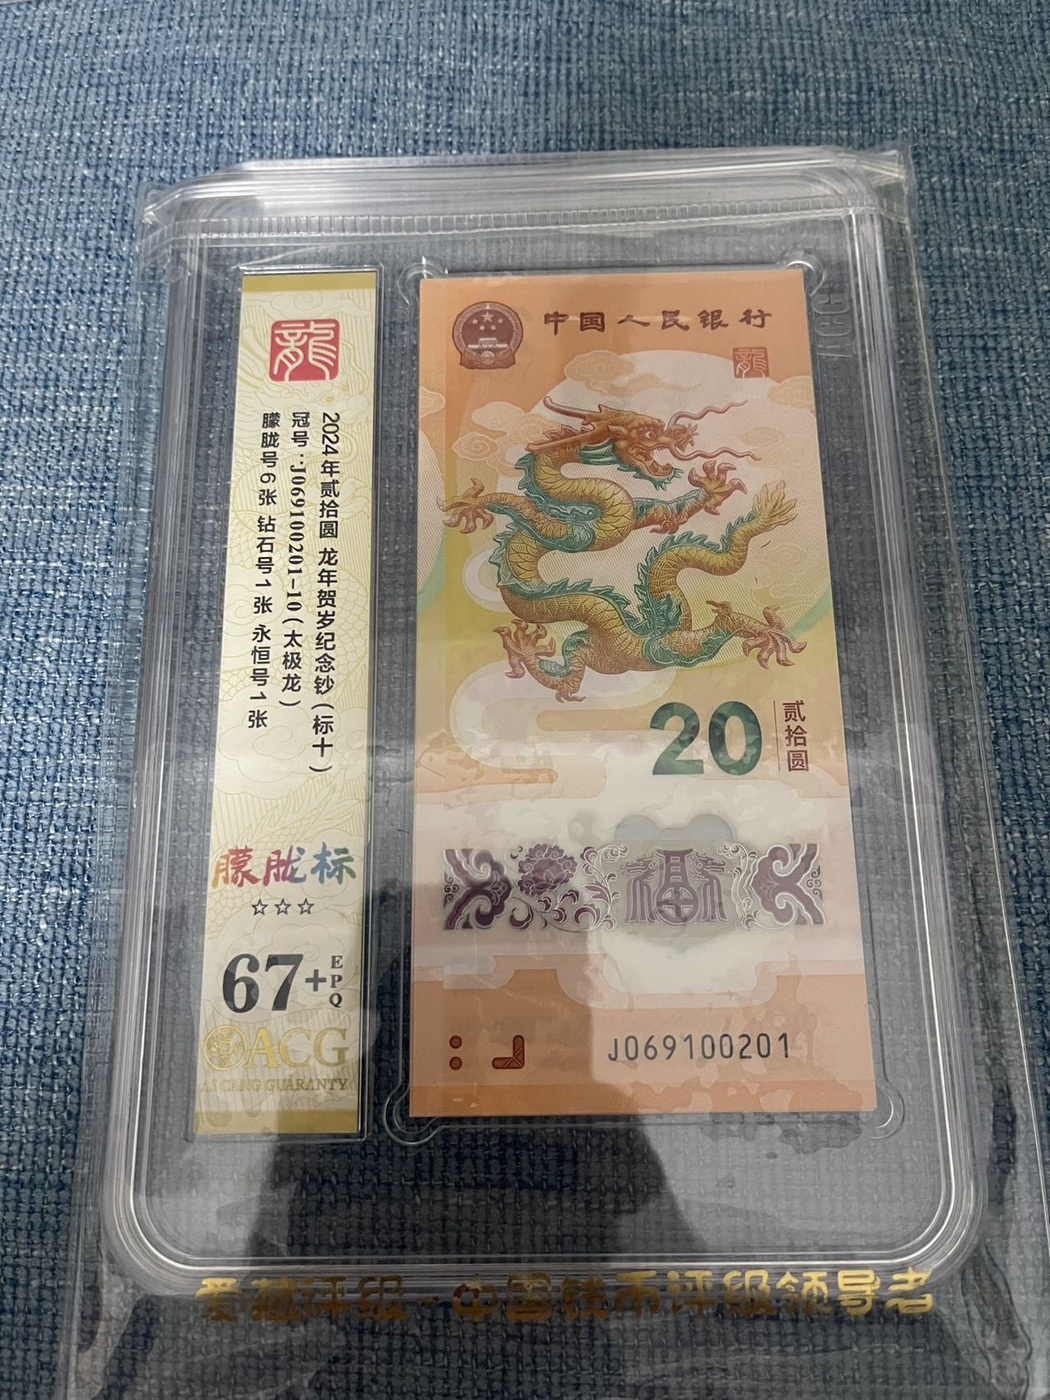 龍
2024年贰拾圆 龙年贺岁纪念钞(标十)
冠号:J069100201-10(太极龙)
朦胧号6张 钻石号1张 永恒号1张
朦胧标
☆☆☆
67+EPQ
ACG
AI CANG GUARANTY
中國人民银行
龍
20
贰拾圆
福
J069100201
爱藏评级·中国钱币评级领导者